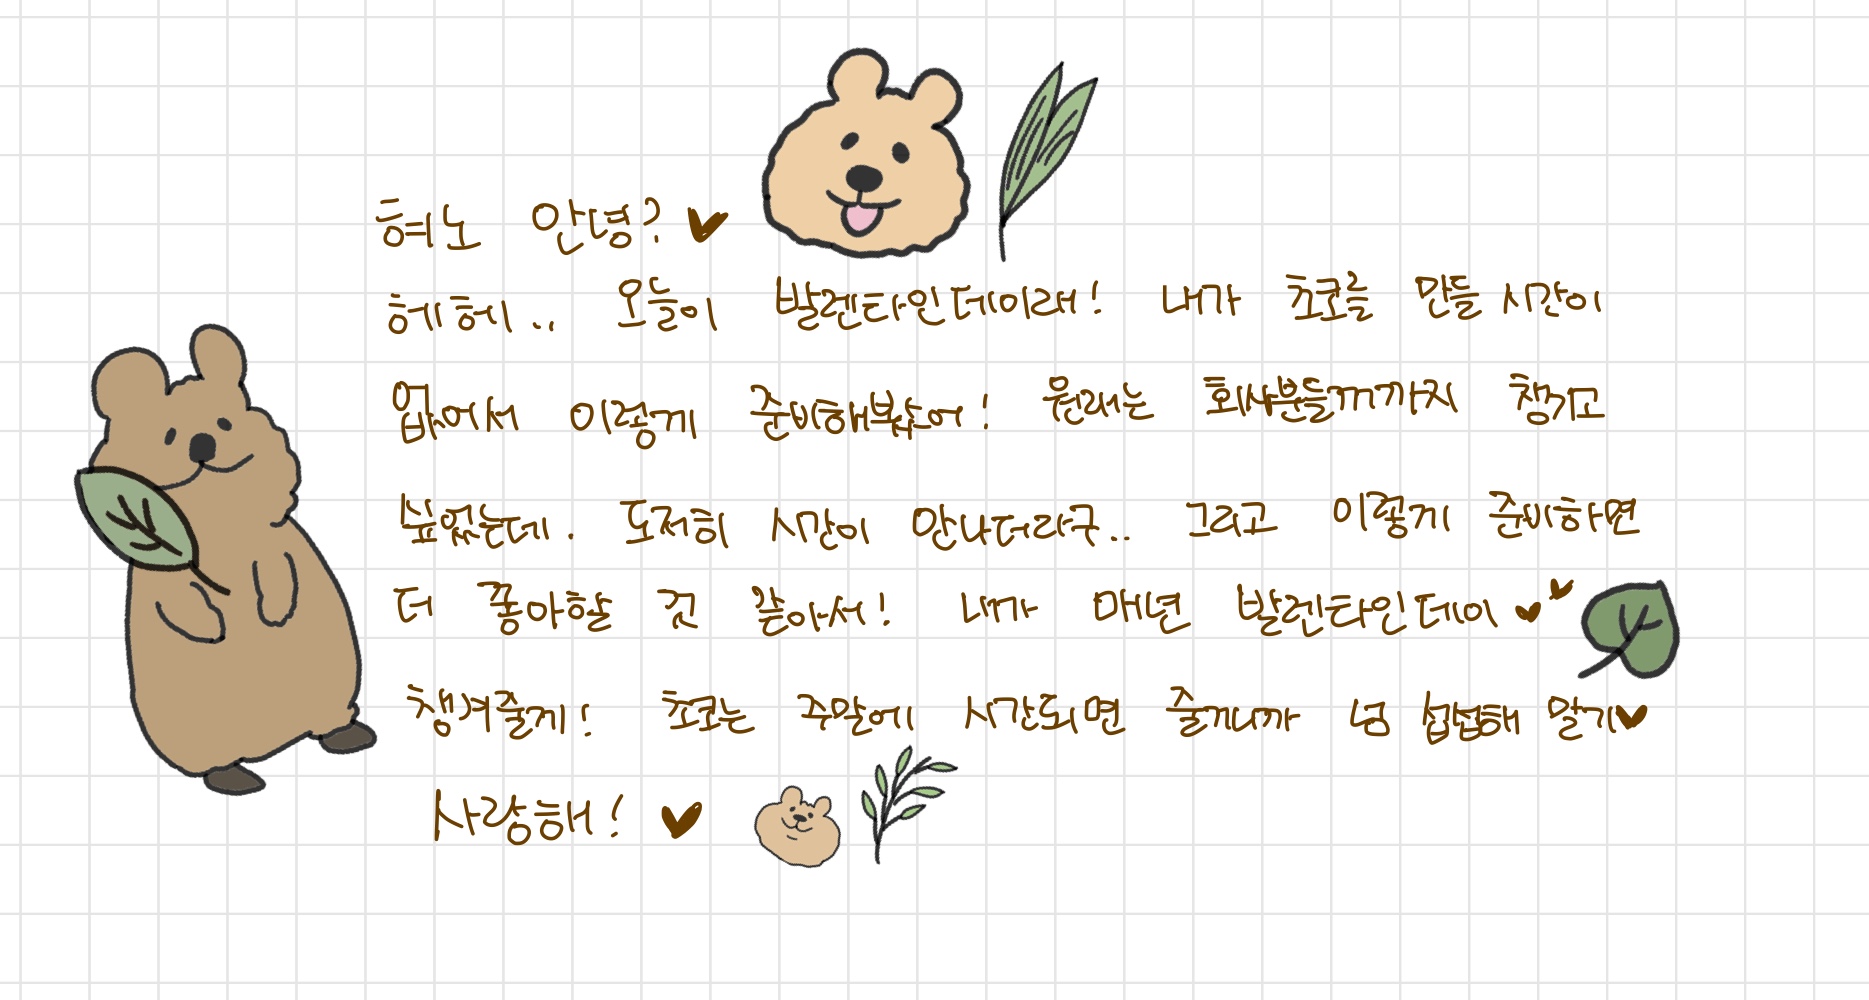 혀노 안녕? ♥
헤헤.. 오늘이 발렌타인데이래! 내가 초코를 만들 시간이
없어서 이렇게 준비해봤어! 원래는 회사분들꺼까지 챙기고
싶었는데. 도저히 시간이 안나더라구.. 그리고 이렇게 준비하면
더 좋아할 것 같아서! 내가 매년 발렌타인데이 ♥♥
챙겨줄게! 초코는 주말에 시간되면 줄꺼니까 넘 섭섭해 말기♥
사랑해! ♥